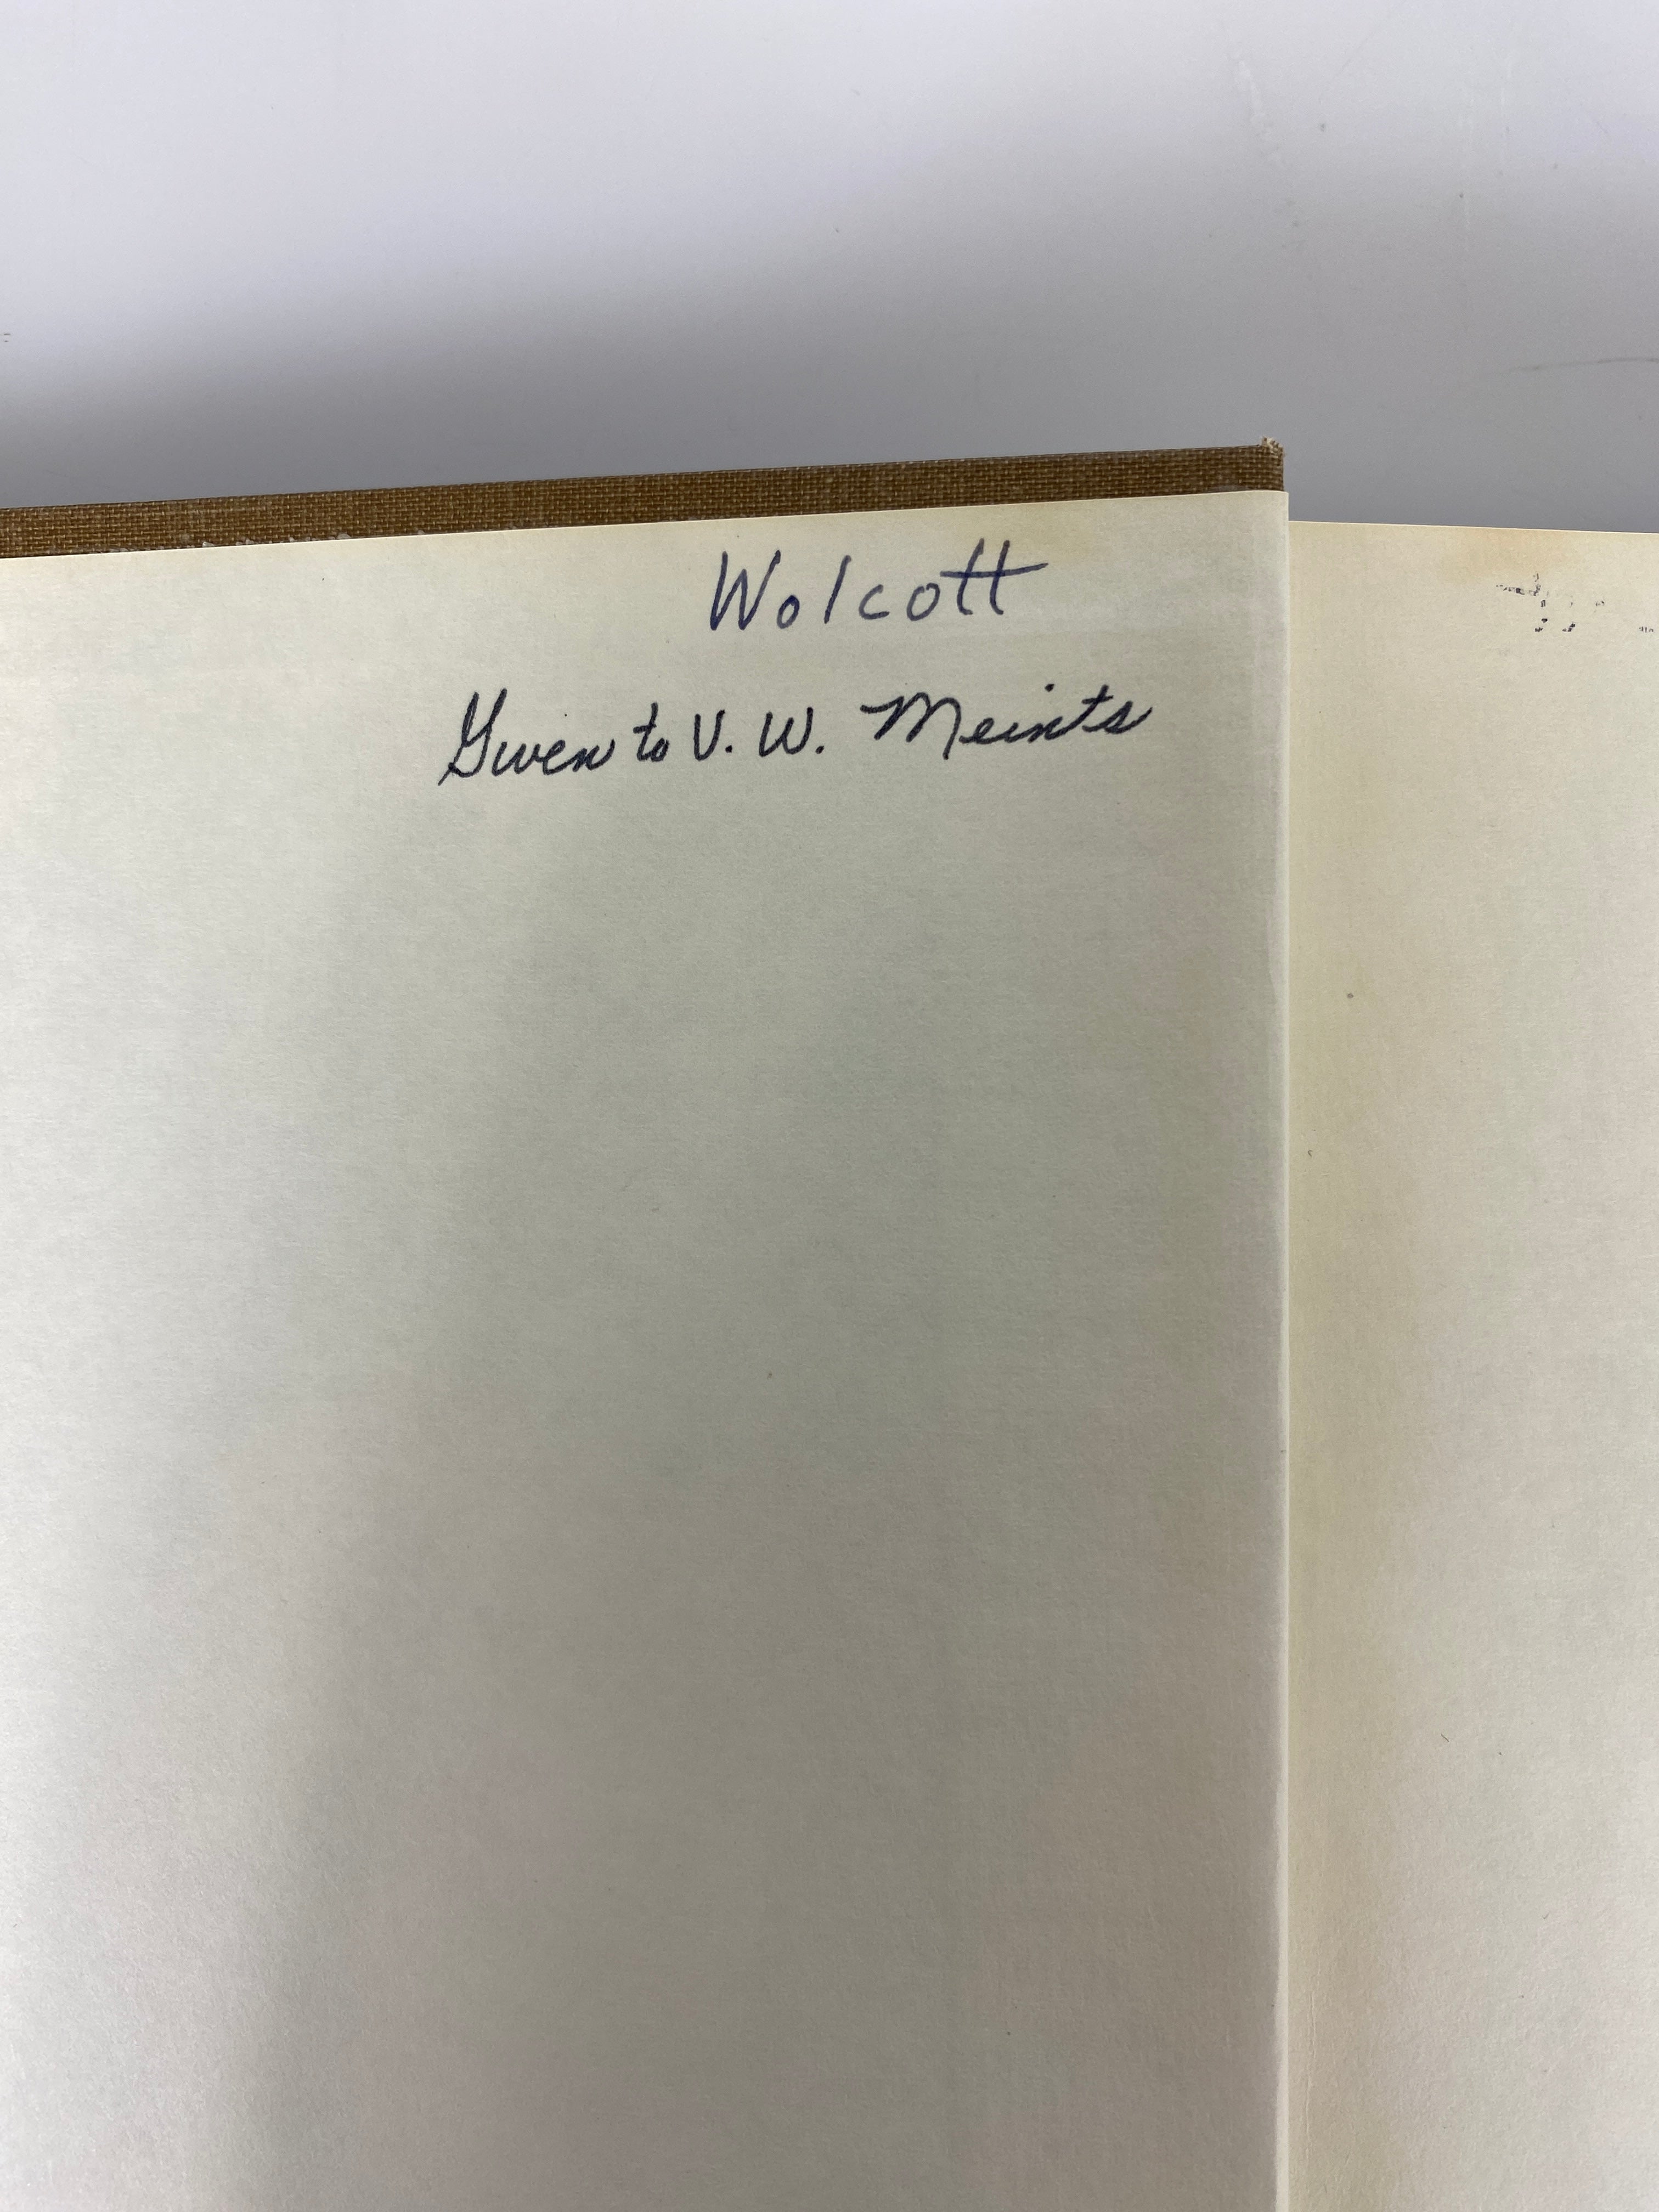 Wolcott
Given to V. W. Meints